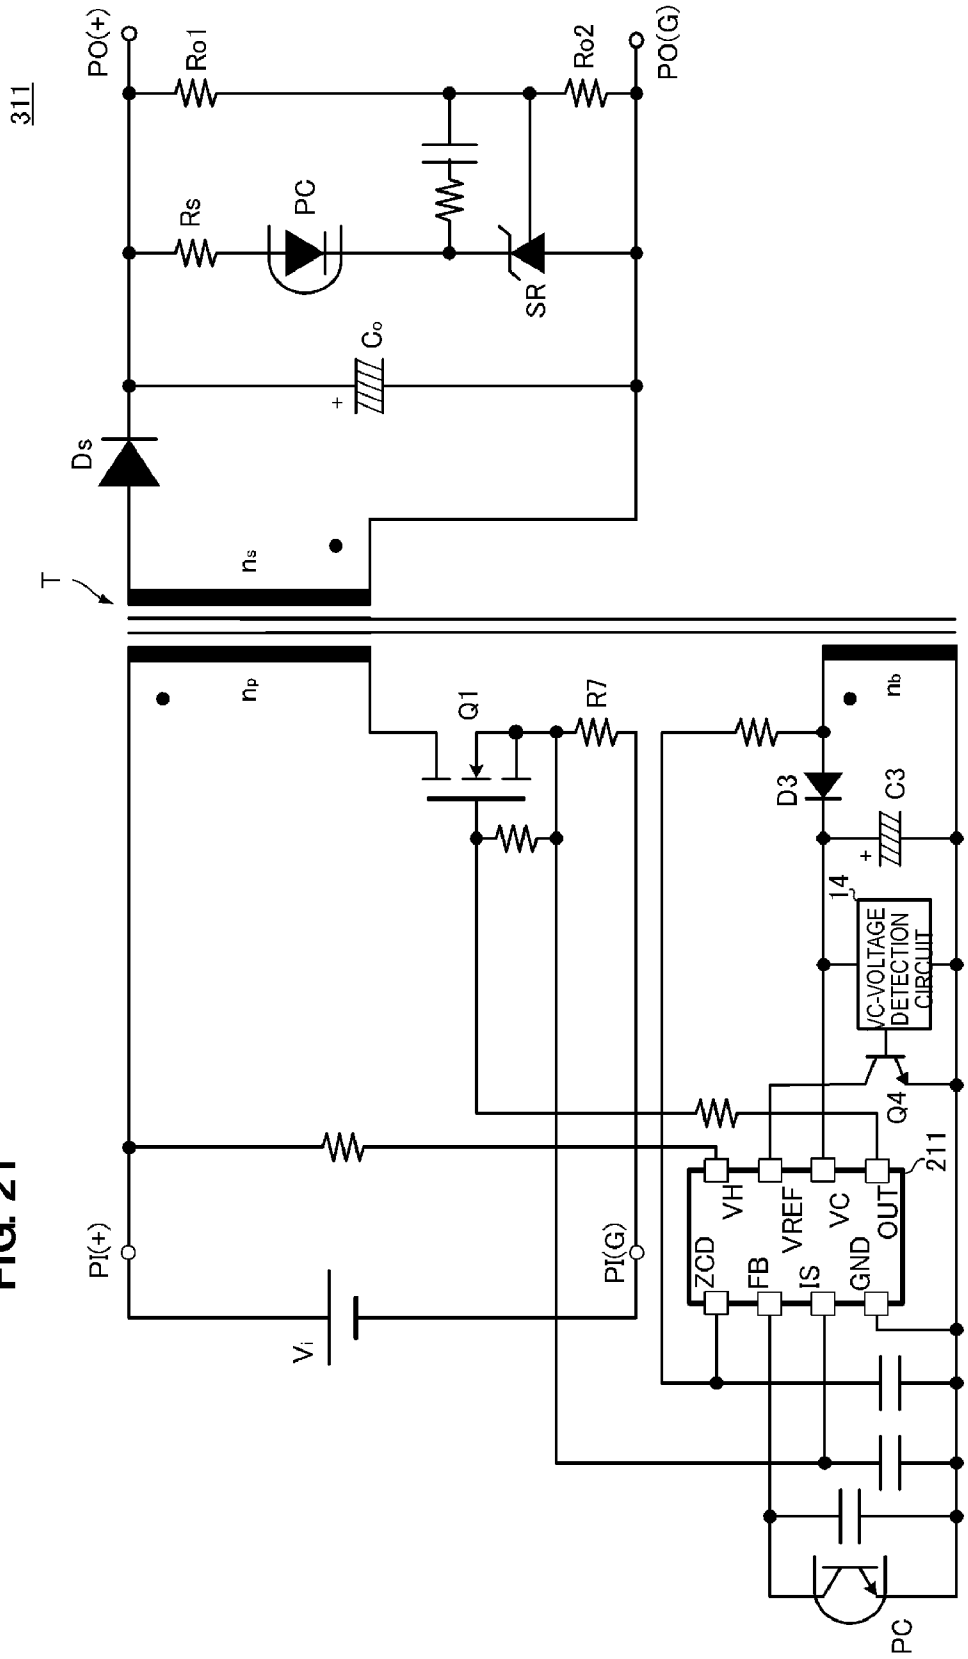 FIG. 21
311
PI(+)
Vi
PI(G)
T
np
ns
Ds
Co
+
Rs
PC
SR
Ro1
Ro2
PO(+)
PO(G)
Q1
R7
D3
C3
+
nb
14
VC-VOLTAGE
DETECTION
CIRCUIT
Q4
211
ZCD
FB
IS
GND
VH
VREF
VC
OUT
PC